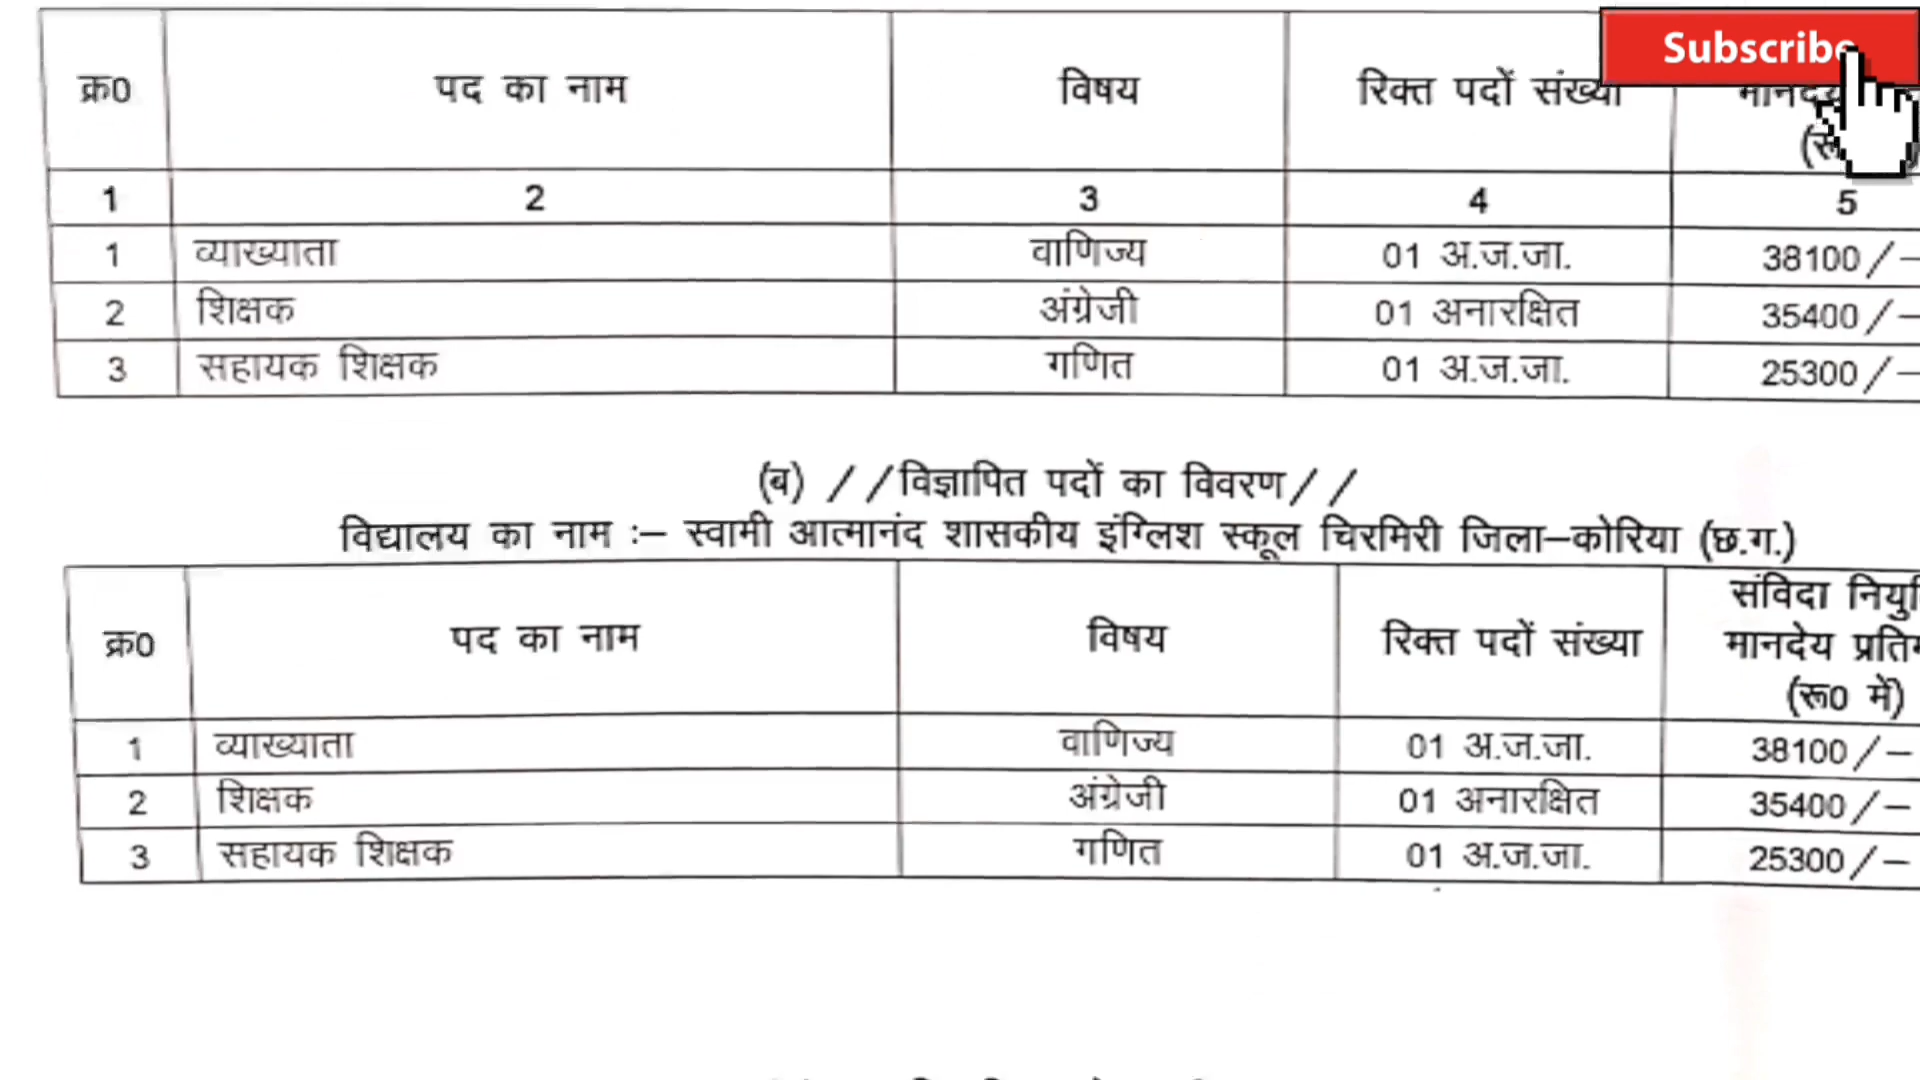 Subscribe
क्र0 पद का नाम विषय रिक्त पदों संख्या
1 2 3 4 5
1 व्याख्याता वाणिज्य 01 अ.ज.जा. 38100/–
2 शिक्षक अंग्रेजी 01 अनारक्षित 35400/–
3 सहायक शिक्षक गणित 01 अ.ज.जा. 25300/–
(ब) //विज्ञापित पदों का विवरण//
विद्यालय का नाम :– स्वामी आत्मानंद शासकीय इंग्लिश स्कूल चिरमिरी जिला–कोरिया (छ.ग.)
क्र0 पद का नाम विषय रिक्त पदों संख्या संविदा
मानदेय
(रू0 में)
1 व्याख्याता वाणिज्य 01 अ.ज.जा. 38100/–
2 शिक्षक अंग्रेजी 01 अनारक्षित 35400/–
3 सहायक शिक्षक गणित 01 अ.ज.जा. 25300/–